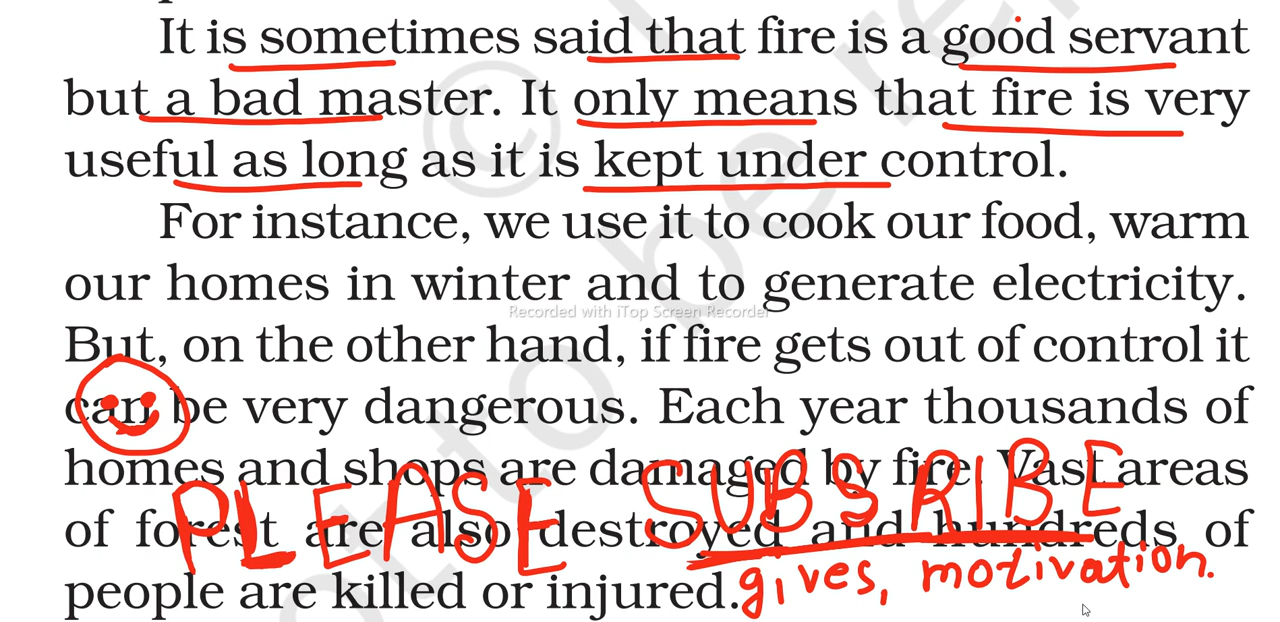 It is sometimes said that fire is a good servant
but a bad master. It only means that fire is very
useful as long as it is kept under control.
For instance, we use it to cook our food, warm
our homes in winter and to generate electricity.
Recorded with iTop Screen Recorder
But, on the other hand, if fire gets out of control it
can be very dangerous. Each year thousands of
homes and shops are damaged by fire. Vast areas
PLEASE SUBSRIBE
of forest are also destroyed and hundreds of
gives, motivation.
people are killed or injured.